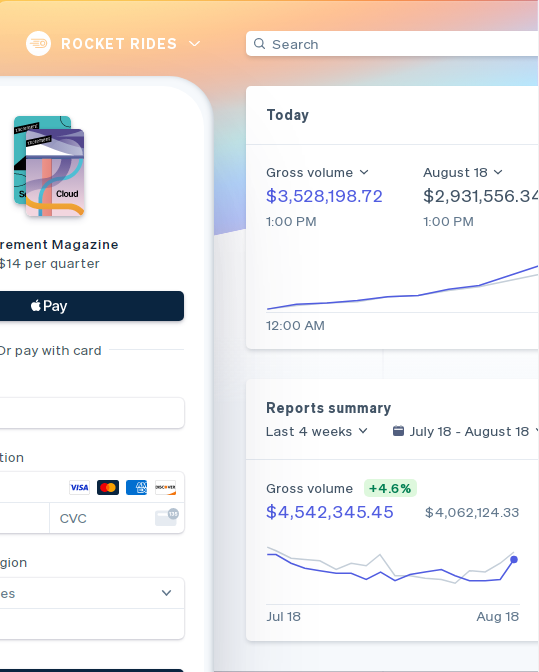 ROCKET RIDES
Search
Cloud
rement Magazine
$14 per quarter
Pay
Or pay with card
tion
VISA
DISCOVER
CVC
gion
es
Today
Gross volume
August 18
$3,528,198.72
$2,931,556.34
1:00 PM
1:00 PM
12:00 AM
Reports summary
Last 4 weeks
July 18 - August 18
Gross volume
+4.6%
$4,542,345.45
$4,062,124.33
Jul 18
Aug 18